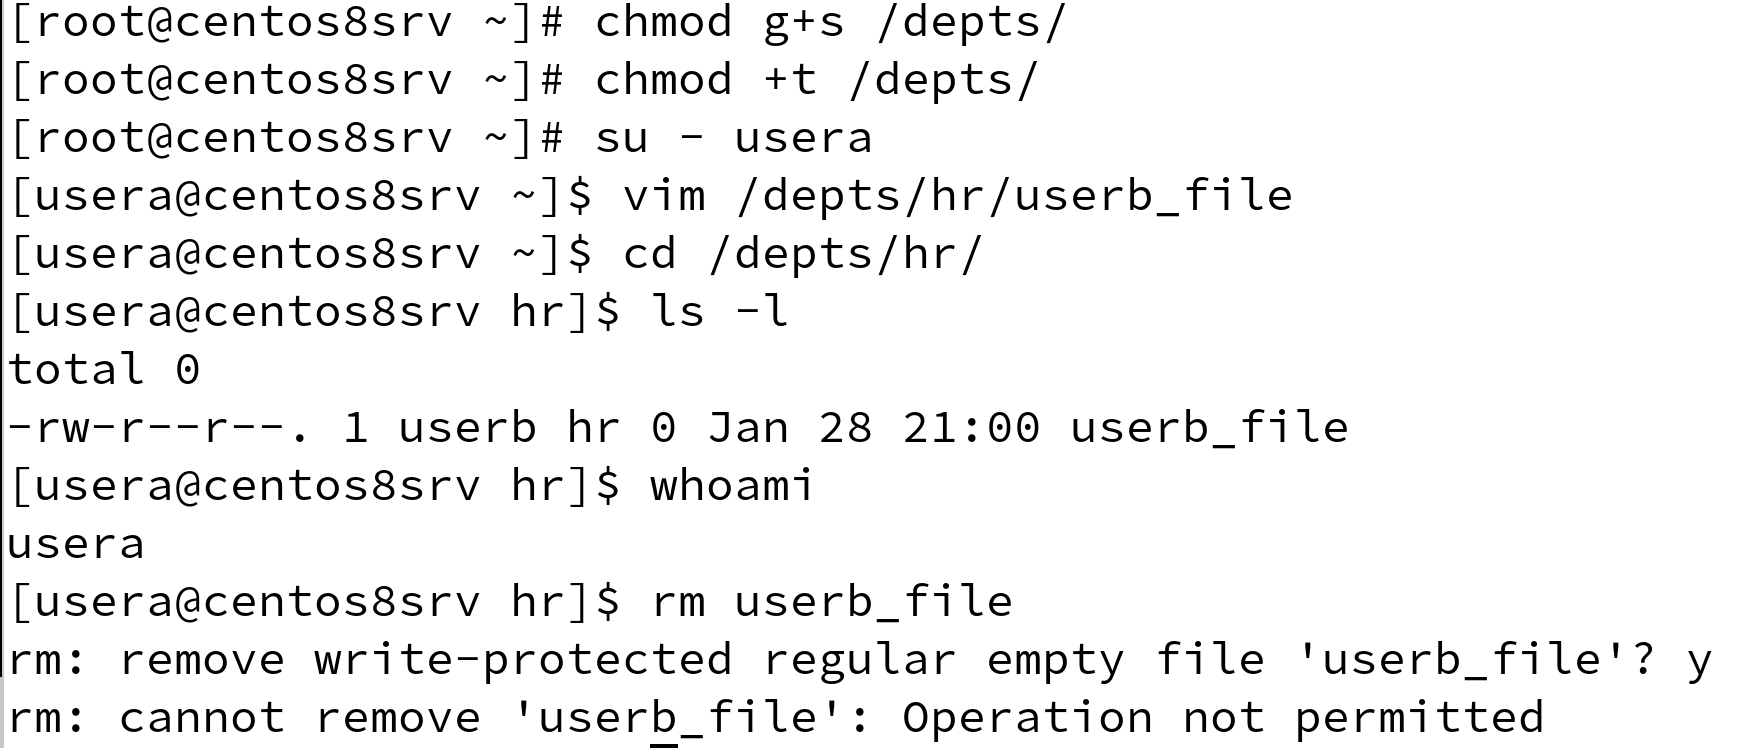 [root@centos8srv ~]# chmod g+s /depts/
[root@centos8srv ~]# chmod +t /depts/
[root@centos8srv ~]# su - usera
[usera@centos8srv ~]$ vim /depts/hr/userb_file
[usera@centos8srv ~]$ cd /depts/hr/
[usera@centos8srv hr]$ ls -l
total 0
-rw-r--r--. 1 userb hr 0 Jan 28 21:00 userb_file
[usera@centos8srv hr]$ whoami
usera
[usera@centos8srv hr]$ rm userb_file
rm: remove write-protected regular empty file 'userb_file'? y
rm: cannot remove 'userb_file': Operation not permitted